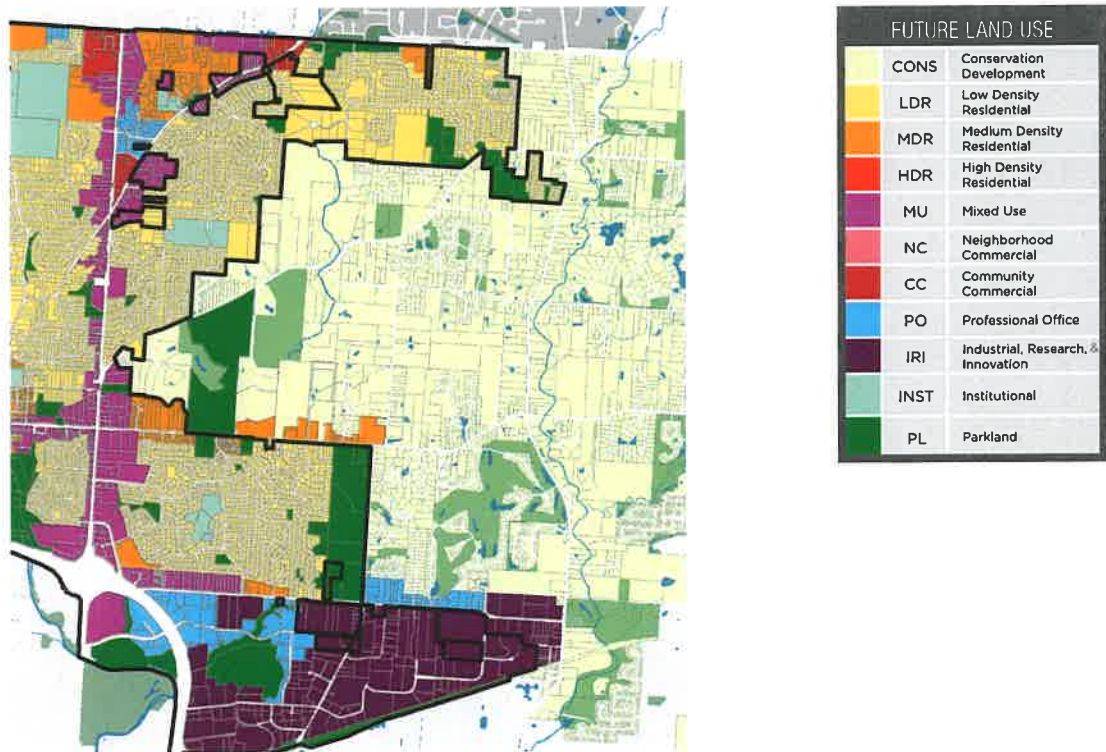 FUTURE LAND USE
CONS Conservation
Development
LDR Low Density
Residential
MDR Medium Density
Residential
HDR High Density
Residential
MU Mixed Use
NC Neighborhood
Commercial
CC Community
Commercial
PO Professional Office
IRI Industrial, Research, &
Innovation
INST Institutional
PL Parkland